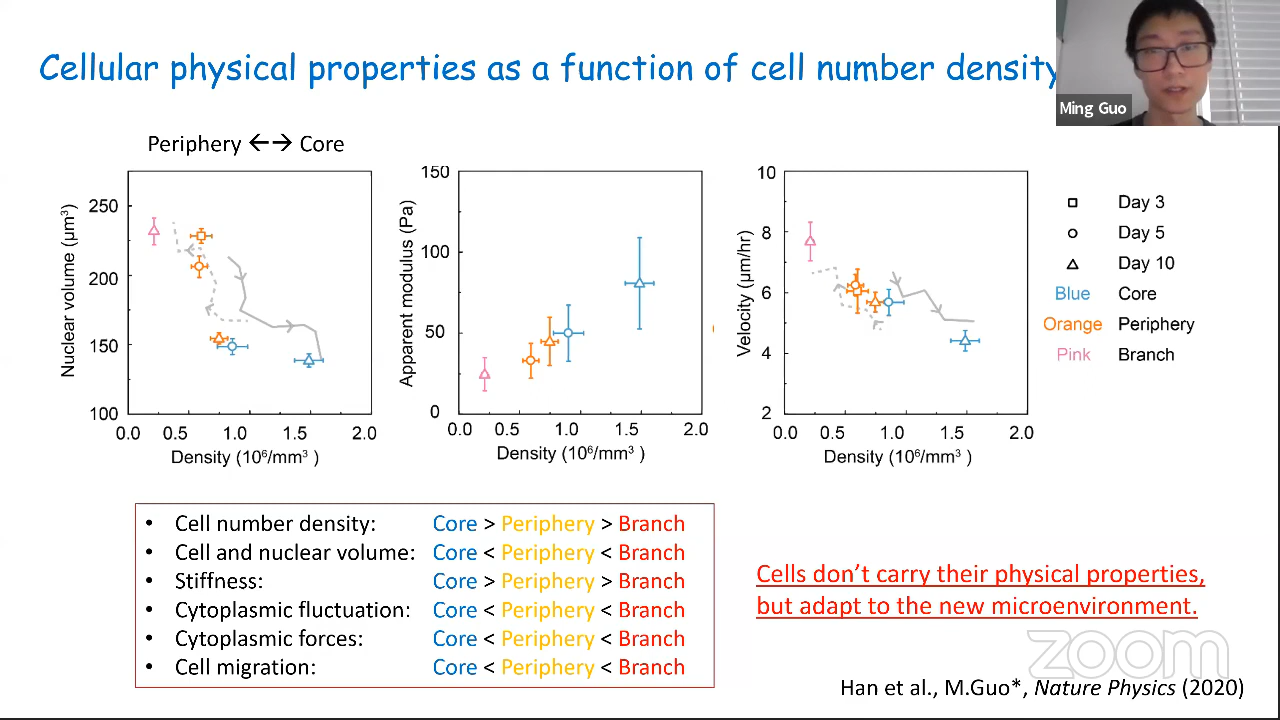 Cellular physical properties as a function of cell number density
Ming Guo
Periphery ←→ Core
Nuclear volume (µm³)
250
200
150
100
0.0 0.5 1.0 1.5 2.0
Density (10⁶/mm³ )
Apparent modulus (Pa)
150
100
50
0
0.0 0.5 1.0 1.5 2.0
Density (10⁶/mm³ )
Velocity (µm/hr)
10
8
6
4
2
0.0 0.5 1.0 1.5 2.0
Density (10⁶/mm³ )
Day 3
Day 5
Day 10
Blue Core
Orange Periphery
Pink Branch
• Cell number density: Core > Periphery > Branch
• Cell and nuclear volume: Core < Periphery < Branch
• Stiffness: Core > Periphery > Branch
• Cytoplasmic fluctuation: Core < Periphery < Branch
• Cytoplasmic forces: Core < Periphery < Branch
• Cell migration: Core < Periphery < Branch
Cells don’t carry their physical properties,
but adapt to the new microenvironment.
zoom
Han et al., M.Guo*, Nature Physics (2020)